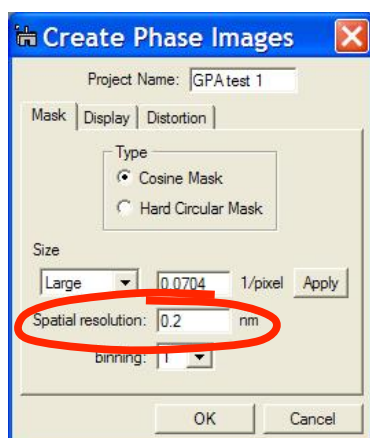 Create Phase Images
Project Name: GPA test 1
Mask Display Distortion
Type
Cosine Mask
Hard Circular Mask
Size
Large 0.0704 1/pixel Apply
Spatial resolution: 0.2 nm
binning: 1
OK Cancel